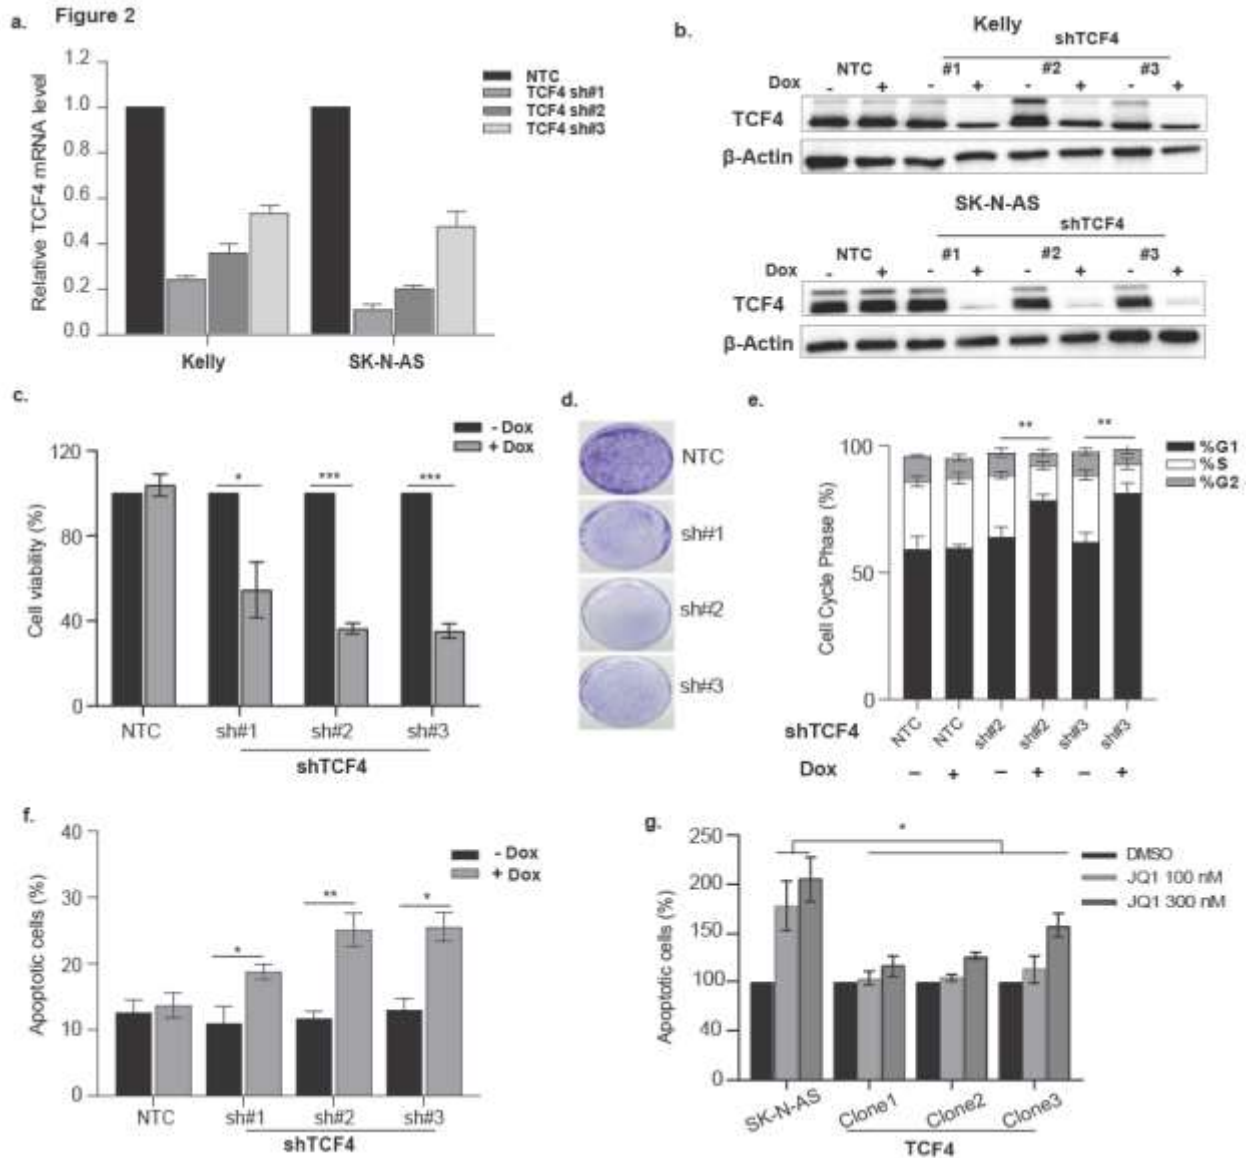 Figure 2
a.
Relative TCF4 mRNA level
1.2
1.0
0.8
0.6
0.4
0.2
0.0
NTC
TCF4 sh#1
TCF4 sh#2
TCF4 sh#3
Kelly SK-N-AS
b.
Kelly
shTCF4
NTC #1 #2 #3
Dox - + - + - + - +
TCF4
β-Actin
SK-N-AS
shTCF4
NTC #1 #2 #3
Dox - + - + - + - +
TCF4
β-Actin
c.
- Dox
+ Dox
Cell viability (%)
120
80
40
0
* *** ***
NTC sh#1 sh#2 sh#3
shTCF4
d.
NTC
sh#1
sh#2
sh#3
e.
** **
%G1
%S
%G2
Cell Cycle Phase (%)
100
50
0
shTCF4 NTC NTC sh#2 sh#2 sh#3 sh#3
Dox – + – + – +
f.
- Dox
+ Dox
Apoptotic cells (%)
40
30
20
10
0
* ** *
NTC sh#1 sh#2 sh#3
shTCF4
g.
*
DMSO
JQ1 100 nM
JQ1 300 nM
Apoptotic cells (%)
250
200
150
100
40
0
SK-N-AS Clone1 Clone2 Clone3
TCF4